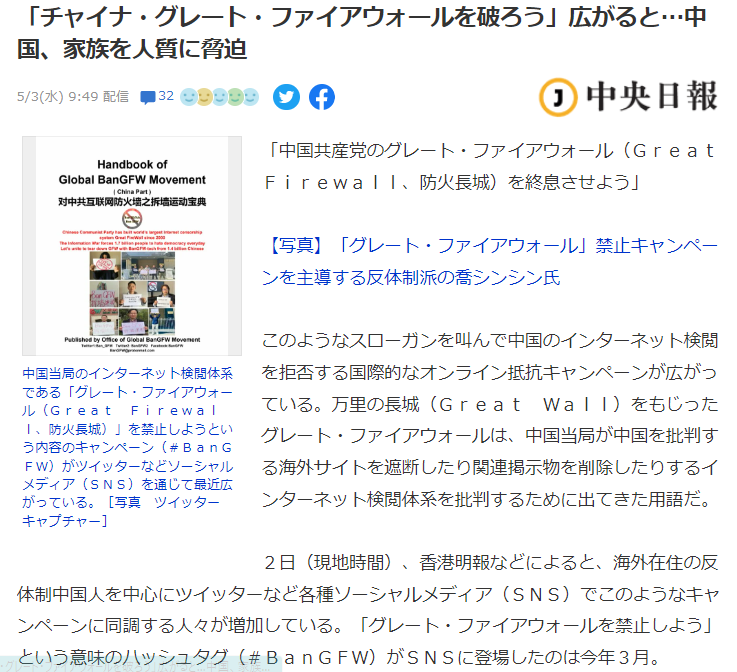 「チャイナ・グレート・ファイアウォールを破ろう」広がると…中
国、家族を人質に脅迫
5/3(水) 9:49 配信 32
J 中央日報
Handbook of
Global BanGFW Movement
( China Part )
对中共互联网防火墙之拆墙运动宝典
Chinese Communist Party has built world's largest internet censorship
system Great FireWall since 2000
The Information War forces 1.7 billion people to hate democracy everyday
Let's unite to tear down GFW with BanGFW tech from 1.4 billion Chinese
Published by Office of Global BanGFW Movement
中国当局のインターネット検閲体系
である「グレート・ファイアウォー
ル（Ｇｒｅａｔ　Ｆｉｒｅｗａｌ
ｌ、防火長城）」を禁止しようとい
う内容のキャンペーン（＃ＢａｎＧ
ＦＷ）がツイッターなどソーシャル
メディア（ＳＮＳ）を通じて最近広
がっている。［写真　ツイッター
キャプチャー］
「中国共産党のグレート・ファイアウォール（Ｇｒｅａｔ
Ｆｉｒｅｗａｌｌ、防火長城）を終息させよう」
【写真】「グレート・ファイアウォール」禁止キャンペー
ンを主導する反体制派の喬シンシン氏
このようなスローガンを叫んで中国のインターネット検閲
を拒否する国際的なオンライン抵抗キャンペーンが広がっ
ている。万里の長城（Ｇｒｅａｔ　Ｗａｌｌ）をもじった
グレート・ファイアウォールは、中国当局が中国を批判す
る海外サイトを遮断したり関連掲示物を削除したりするイ
ンターネット検閲体系を批判するために出てきた用語だ。
２日（現地時間）、香港明報などによると、海外在住の反
体制中国人を中心にツイッターなど各種ソーシャルメディア（ＳＮＳ）でこのようなキャ
ンペーンに同調する人々が増加している。「グレート・ファイアウォールを禁止しよう」
という意味のハッシュタグ（＃ＢａｎＧＦＷ）がＳＮＳに登場したのは今年３月。